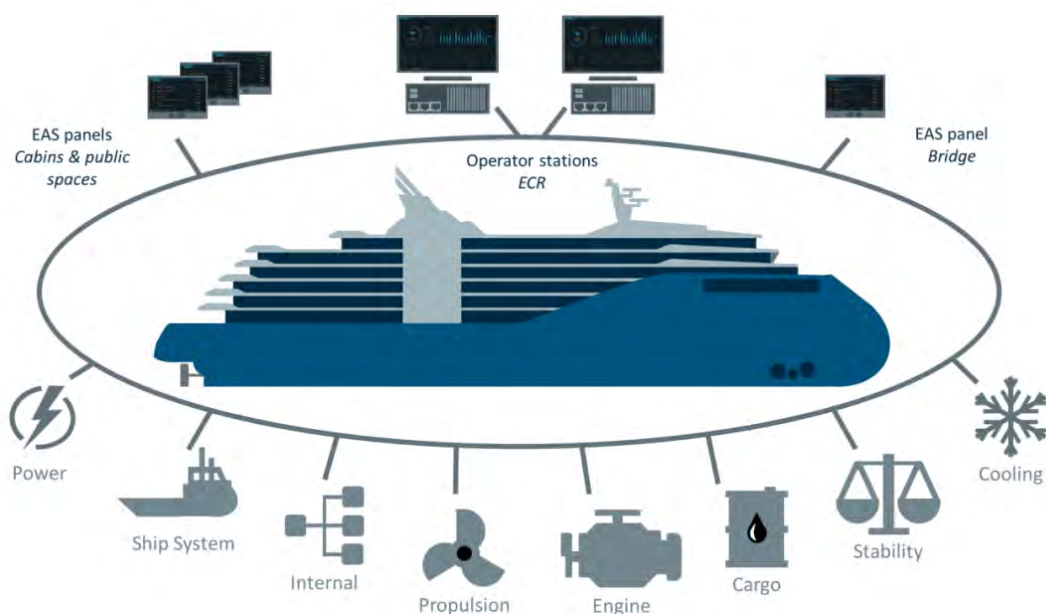 EAS panels
Cabins & public
spaces
Operator stations
ECR
EAS panel
Bridge
Power
Ship System
Internal
Propulsion
Engine
Cargo
Stability
Cooling